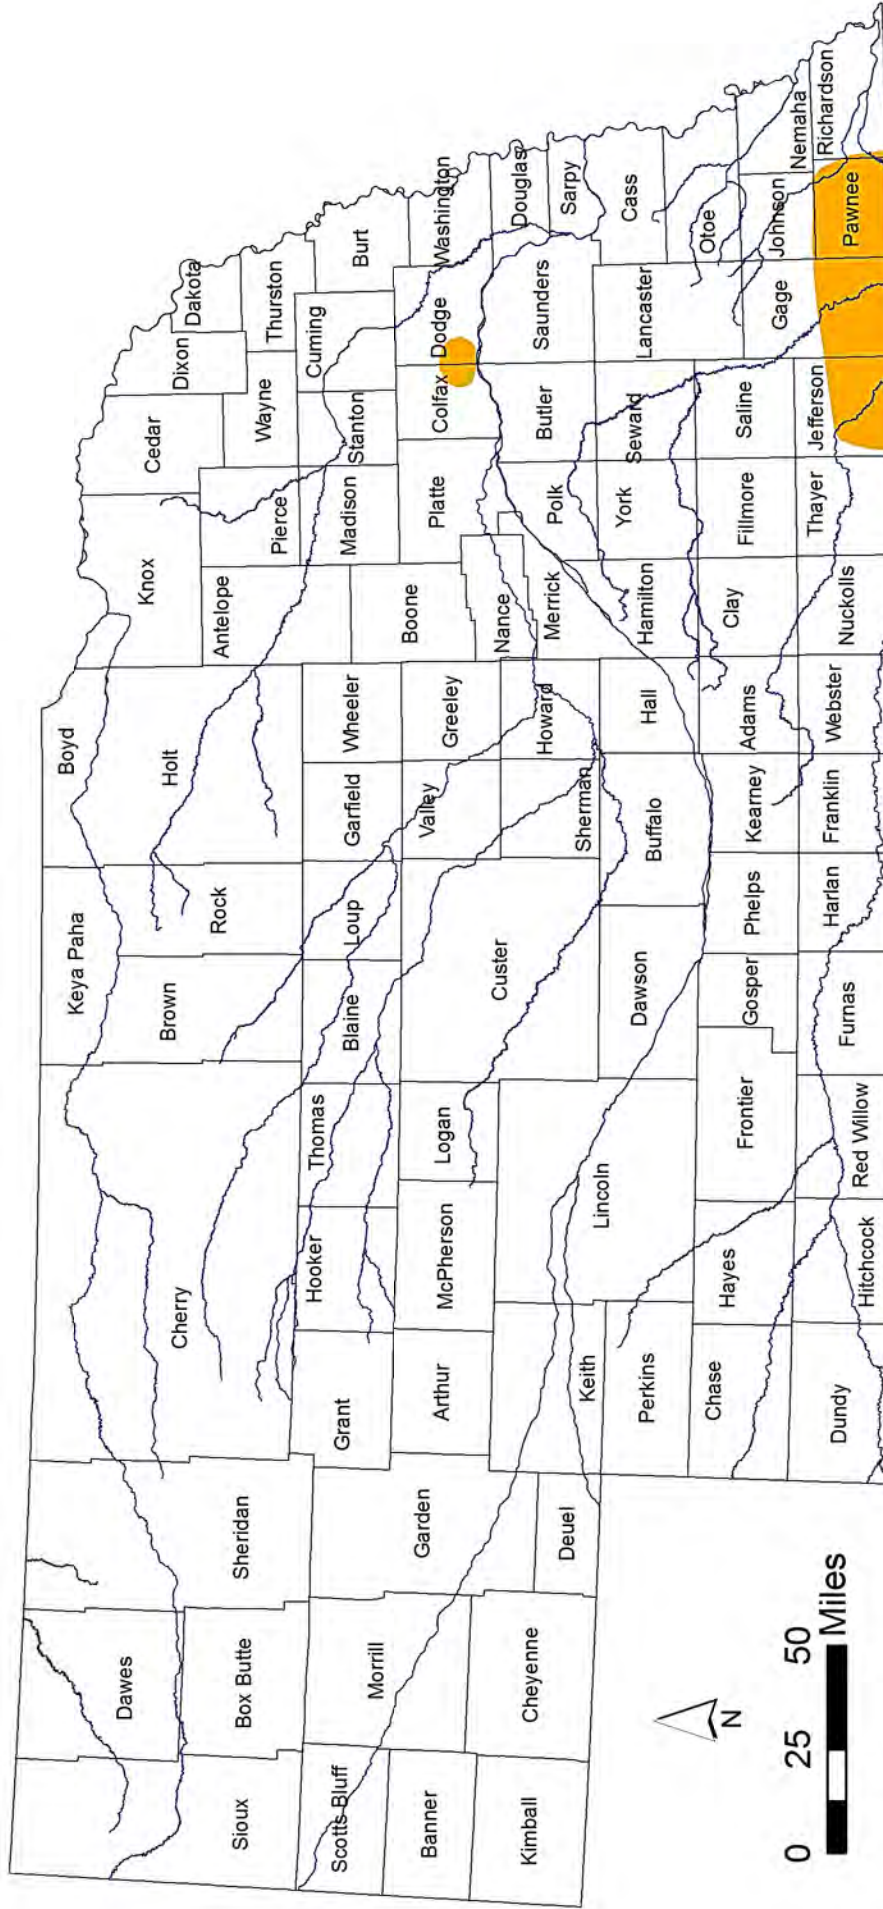 Sioux
Dawes
Sheridan
Box Butte
Cherry
Keya Paha
Boyd
Brown
Rock
Holt
Knox
Cedar
Dixon
Dakota
Antelope
Pierce
Wayne
Thurston
Scotts Bluff
Morrill
Garden
Grant
Hooker
Thomas
Blaine
Loup
Garfield
Wheeler
Madison
Stanton
Cuming
Burt
Banner
Arthur
McPherson
Logan
Custer
Valley
Greeley
Boone
Platte
Colfax
Dodge
Washington
Kimball
Cheyenne
Deuel
Keith
Lincoln
Sherman
Howard
Nance
Merrick
Polk
Butler
Saunders
Douglas
Sarpy
Perkins
Dawson
Buffalo
Hall
Hamilton
York
Seward
Lancaster
Cass
Otoe
Chase
Hayes
Frontier
Gosper
Phelps
Kearney
Adams
Clay
Fillmore
Saline
Gage
Johnson
Nemaha
Dundy
Hitchcock
Red Willow
Furnas
Harlan
Franklin
Webster
Nuckolls
Thayer
Jefferson
Pawnee
Richardson
N
0 25 50
Miles